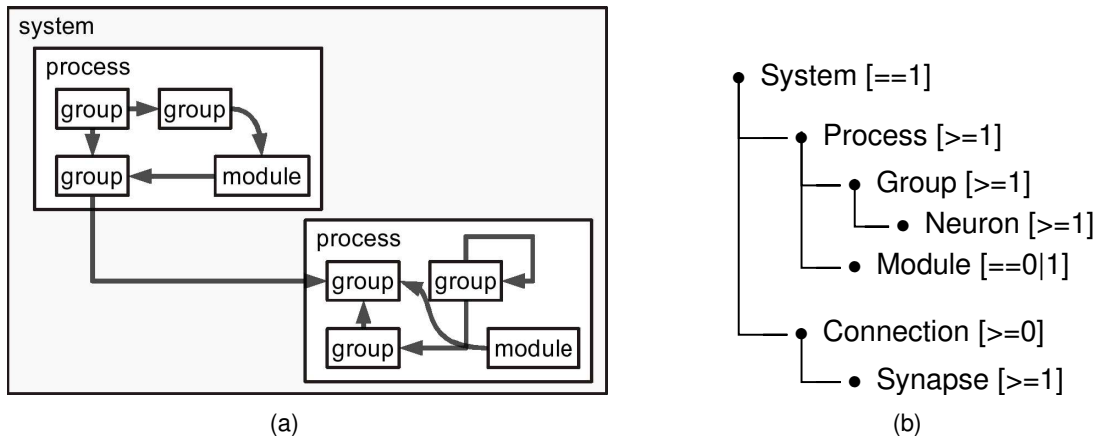 system
process
group group
group module
process
group group
group module
(a)
System [==1]
Process [>=1]
Group [>=1]
Neuron [>=1]
Module [==0|1]
Connection [>=0]
Synapse [>=1]
(b)